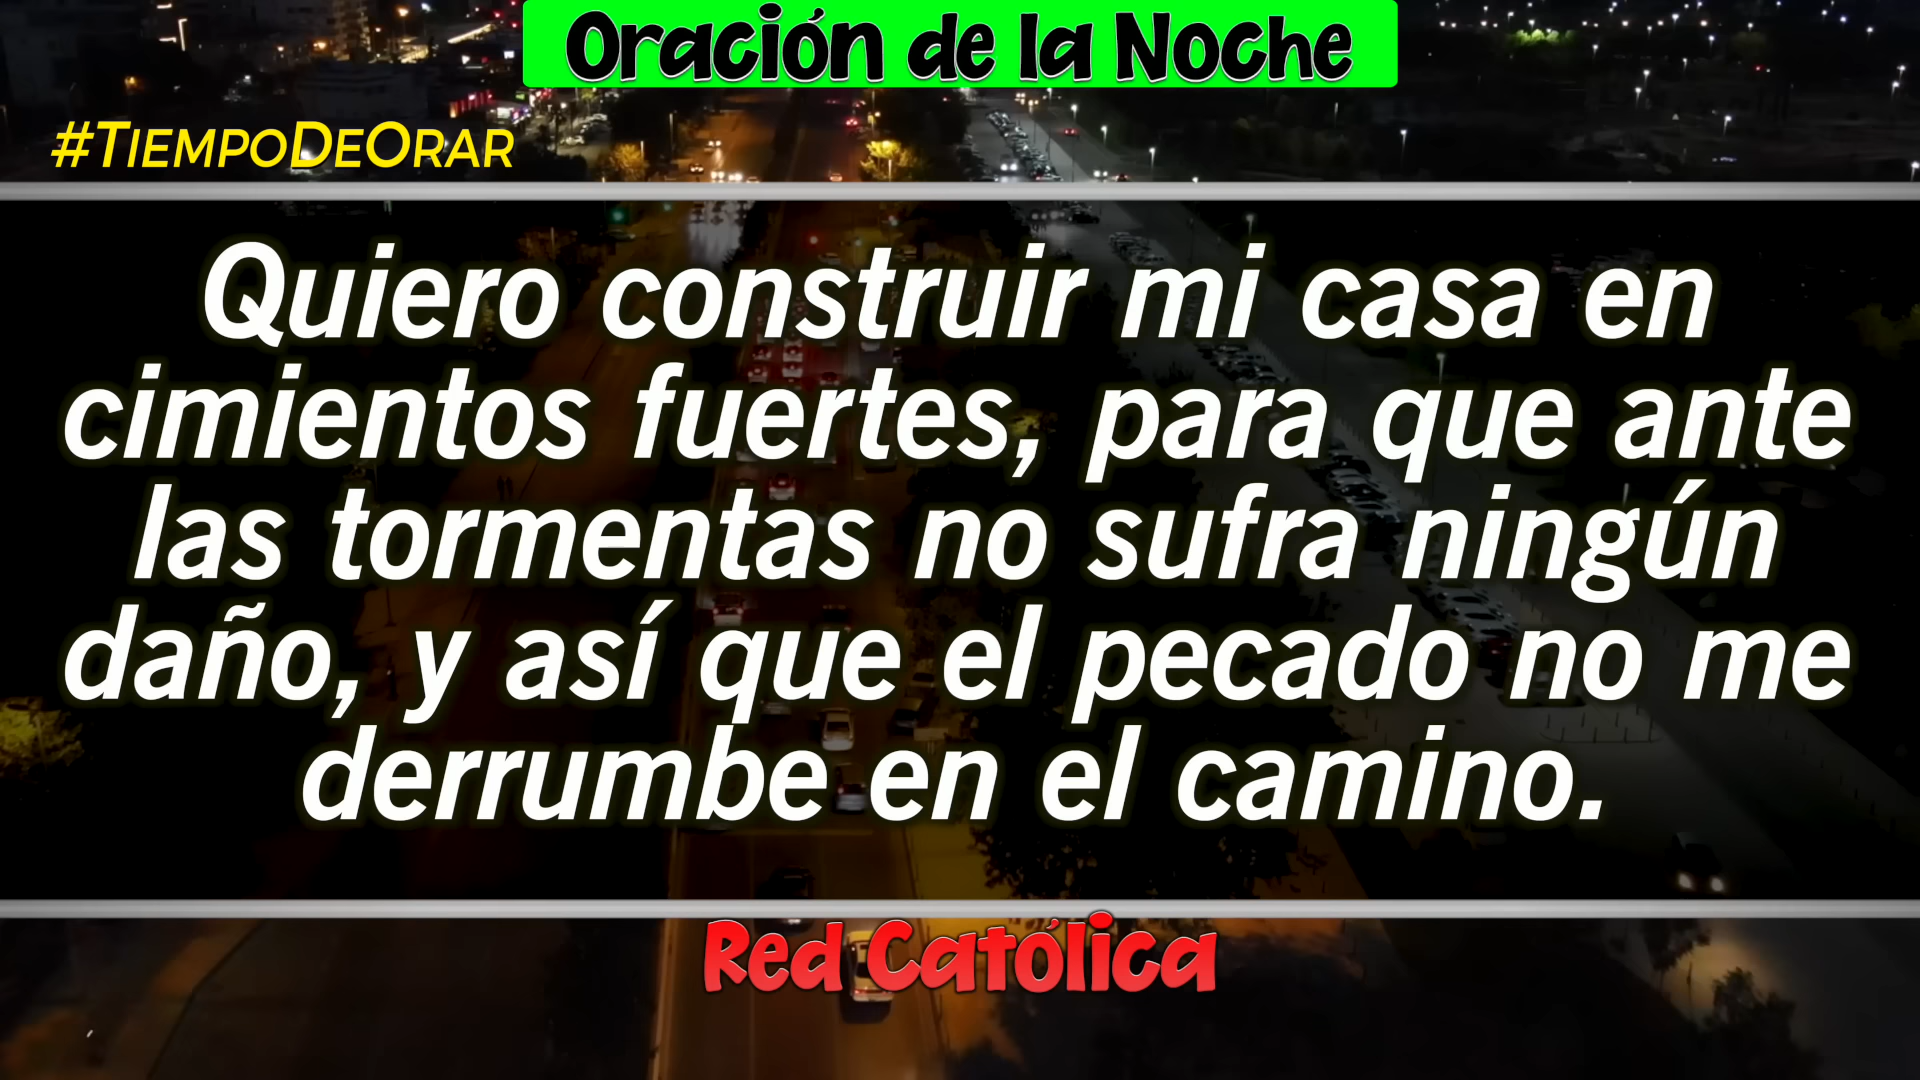 Oración de la Noche
#TiempoDeOrar
Quiero construir mi casa en
cimientos fuertes, para que ante
las tormentas no sufra ningún
daño, y así que el pecado no me
derrumbe en el camino.
Red Católica